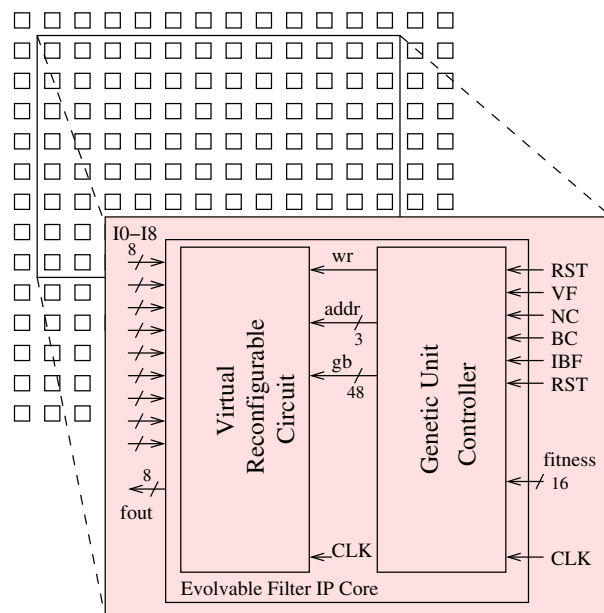 I0–I8
8
wr
RST
VF
addr
3
NC
BC
gb
48
IBF
RST
Virtual
Reconfigurable
Circuit
Genetic Unit
Controller
fitness
16
8
fout
CLK
CLK
Evolvable Filter IP Core